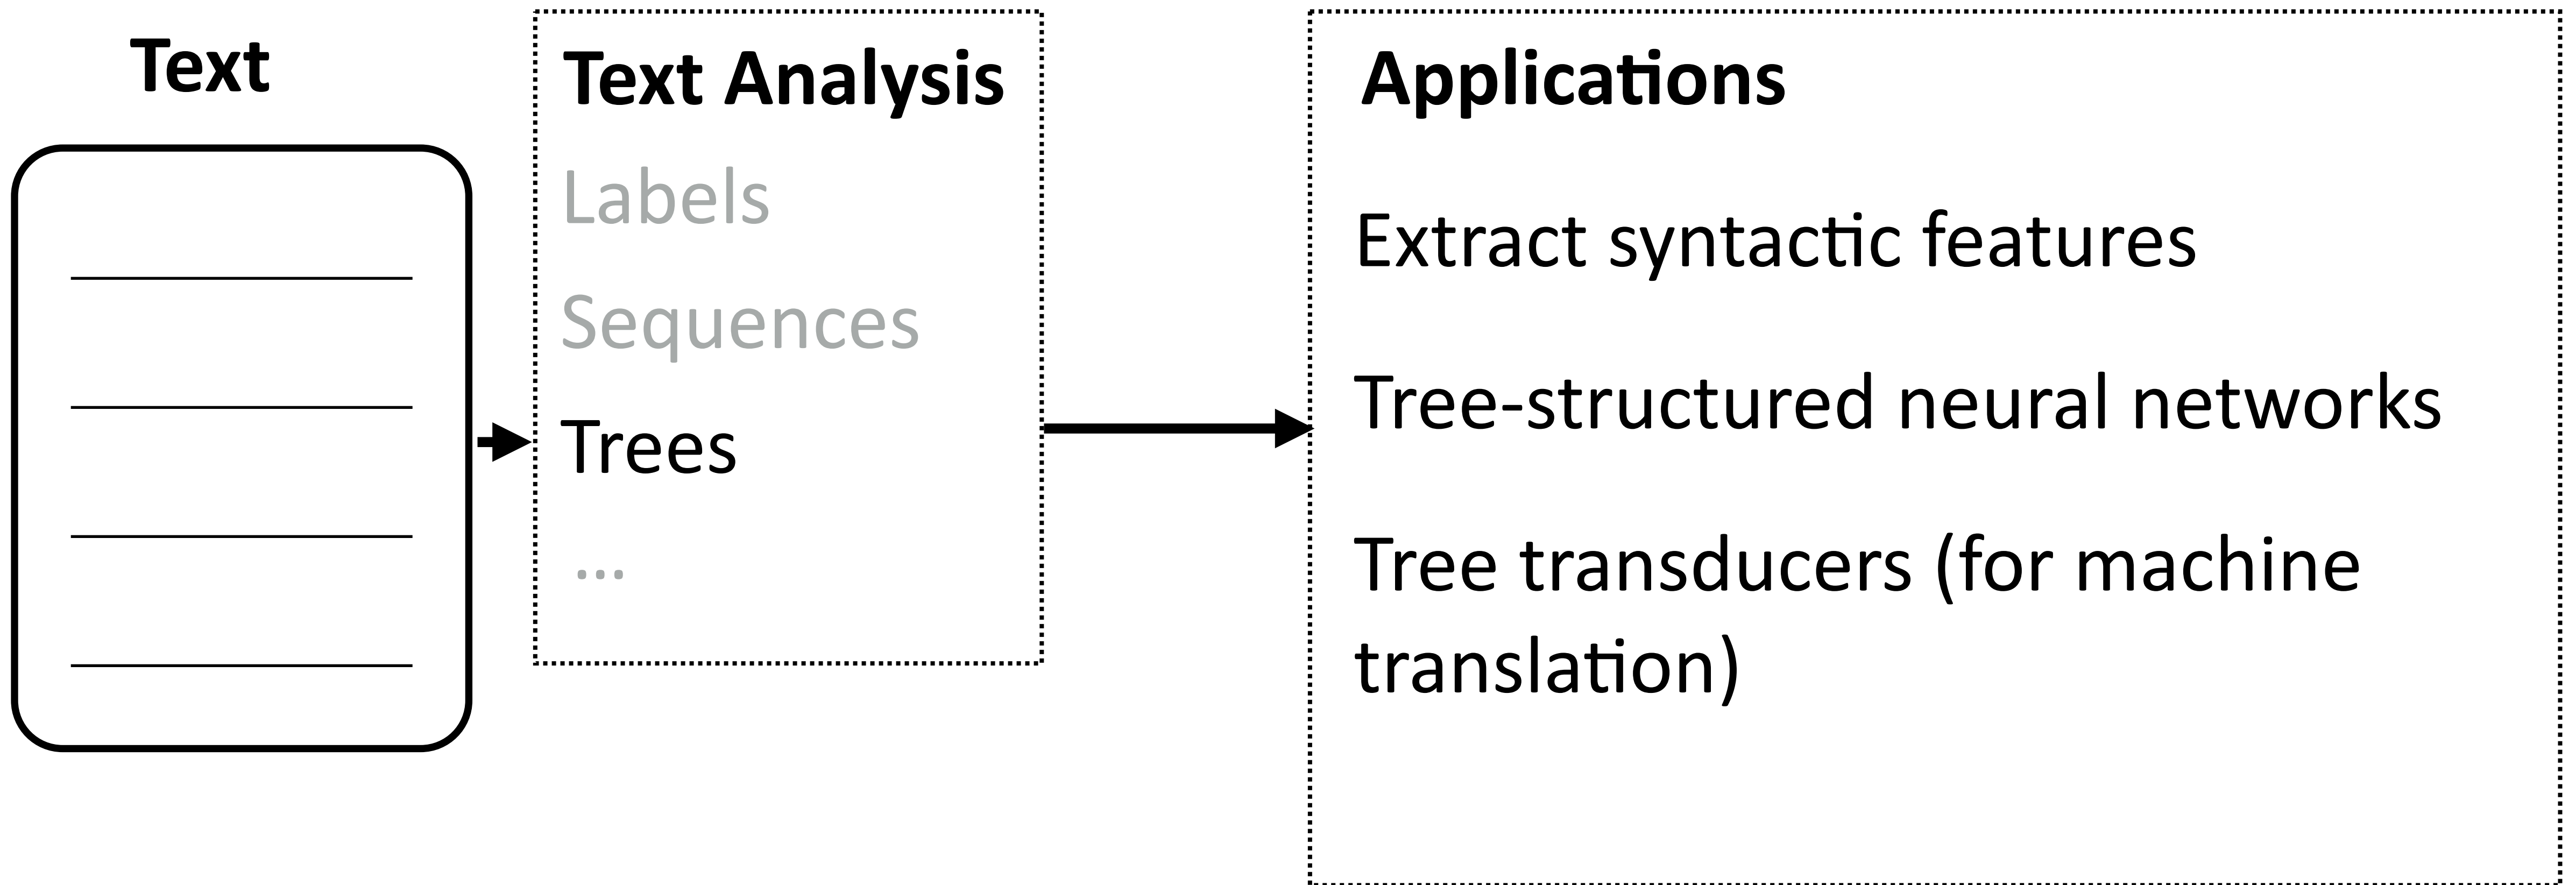 Text
Text Analysis
Labels
Sequences
Trees
...
Applications
Extract syntactic features
Tree-structured neural networks
Tree transducers (for machine
translation)